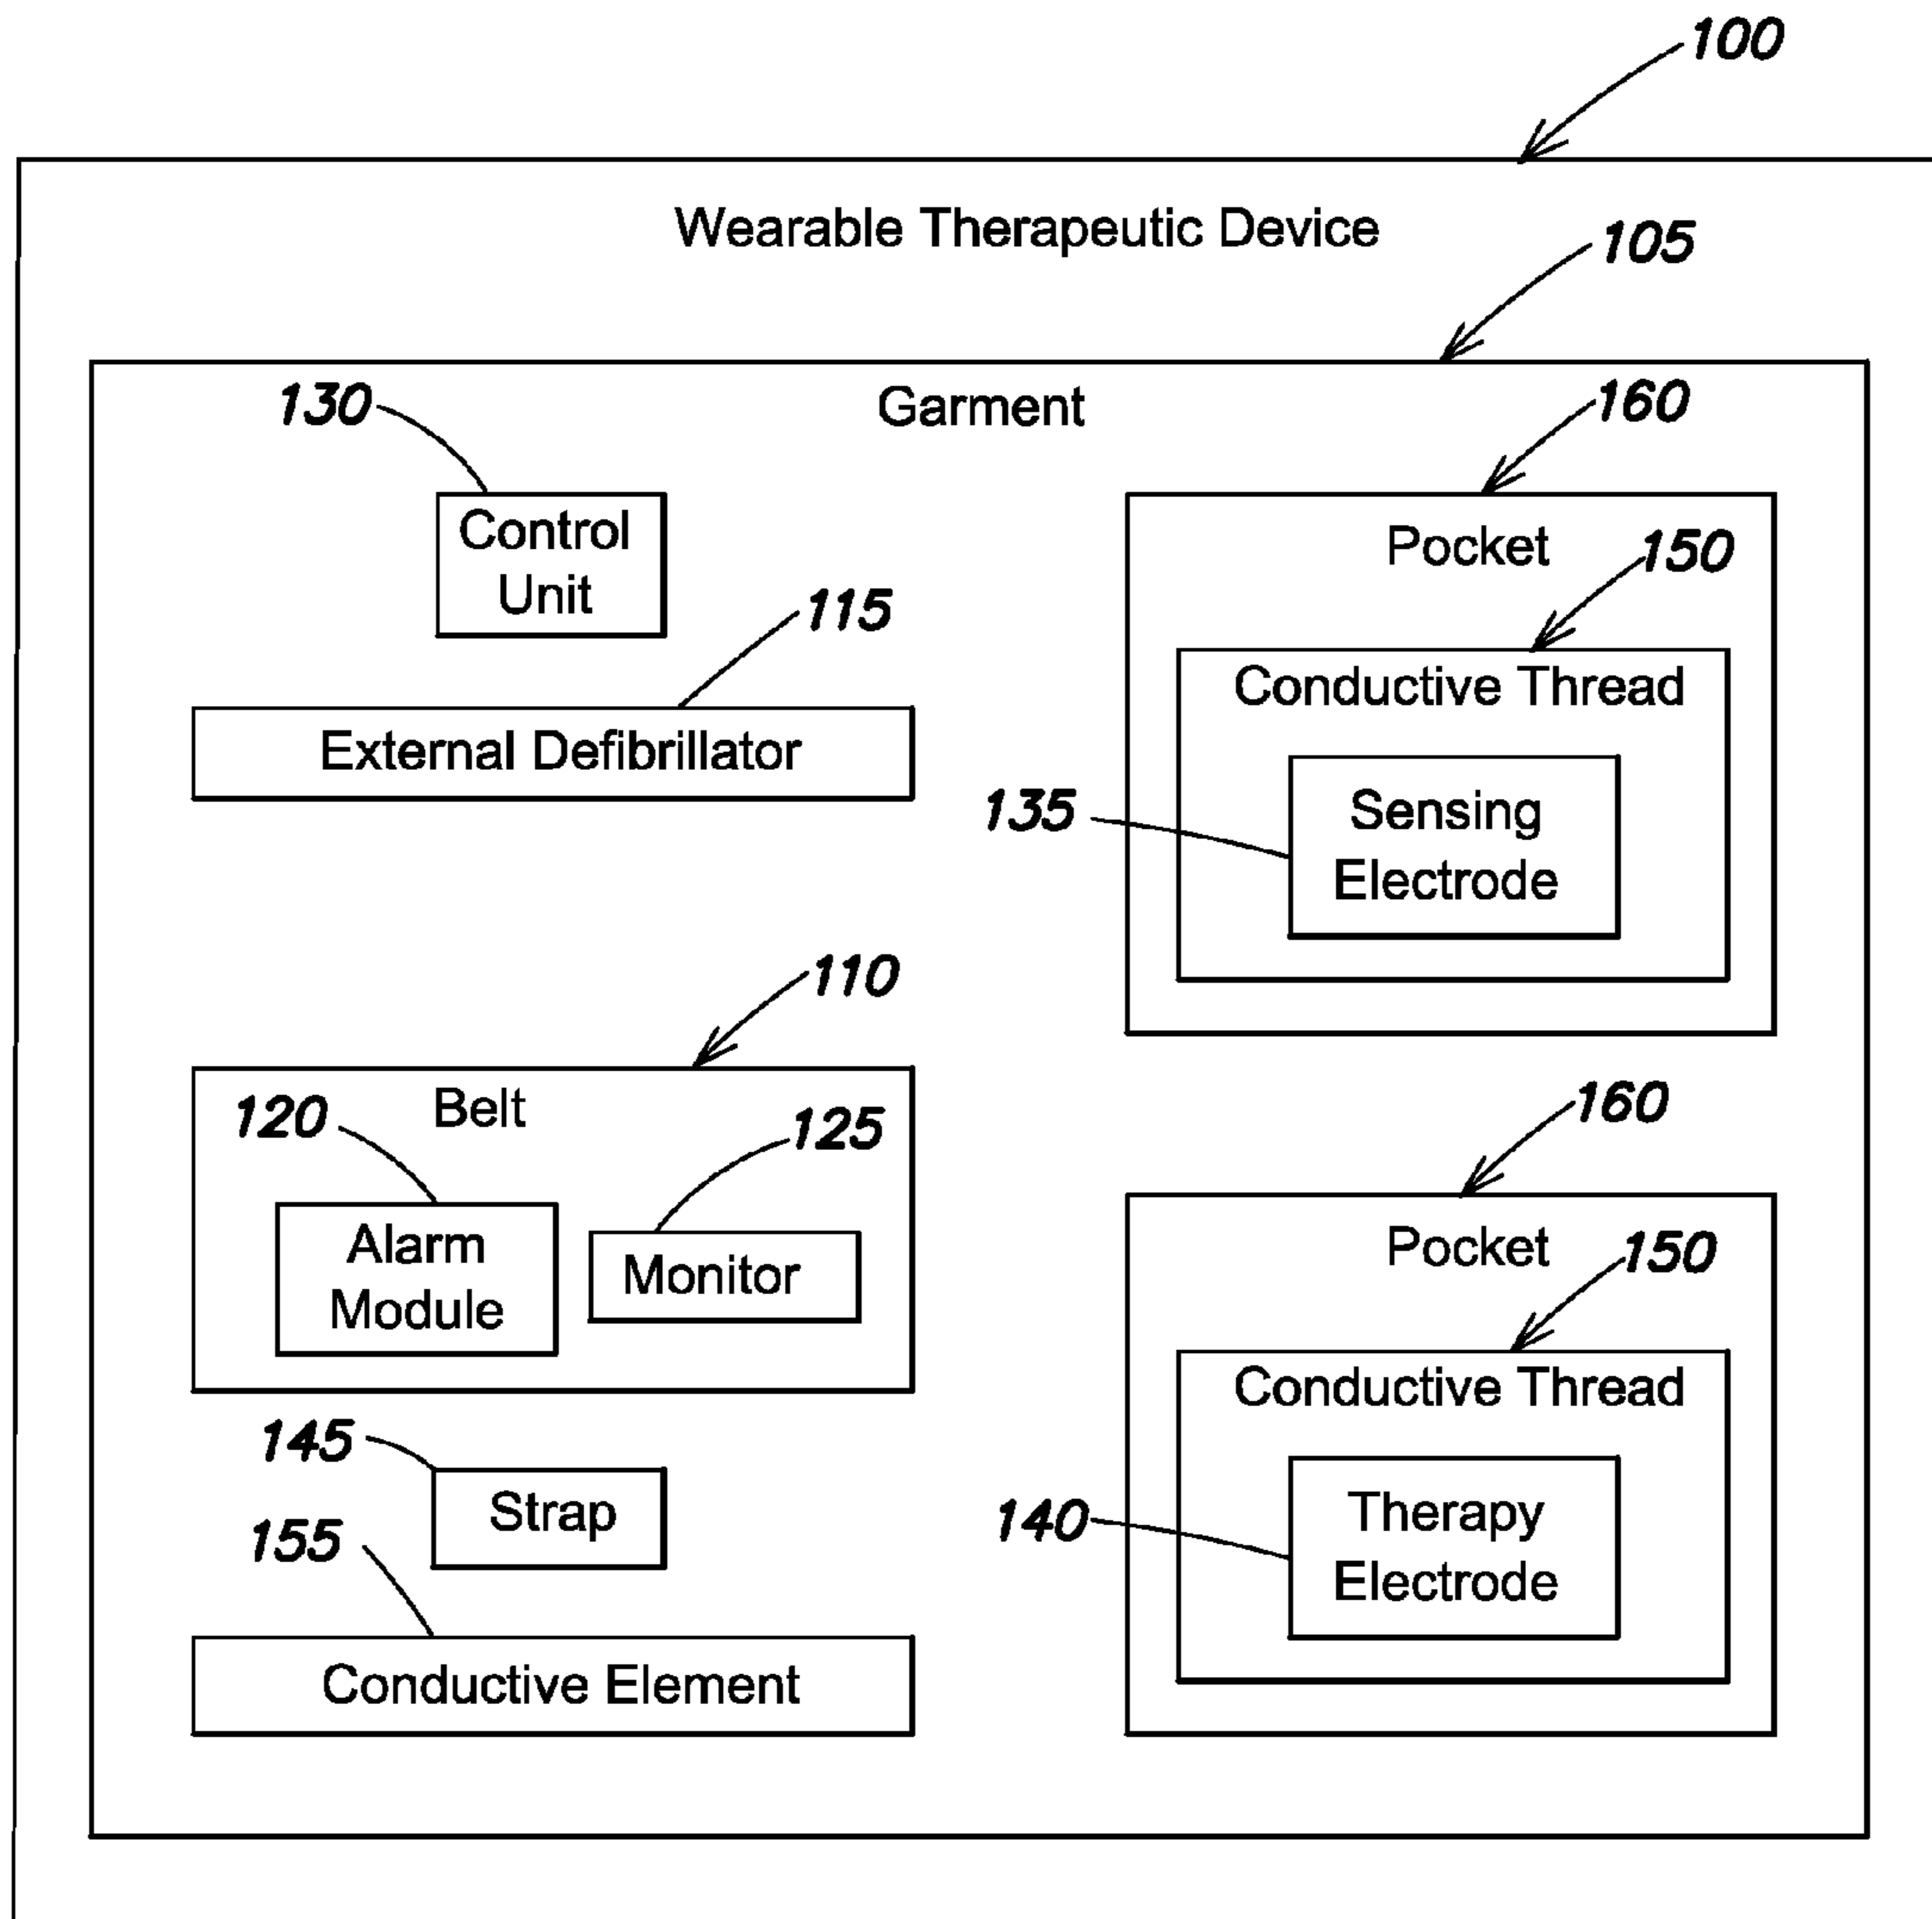 100
Wearable Therapeutic Device
105
Garment
130
Control
Unit
115
External Defibrillator
160
Pocket
150
Conductive Thread
135
Sensing
Electrode
110
Belt
120
125
Alarm
Module
Monitor
160
Pocket
150
Conductive Thread
140
Therapy
Electrode
145
Strap
155
Conductive Element